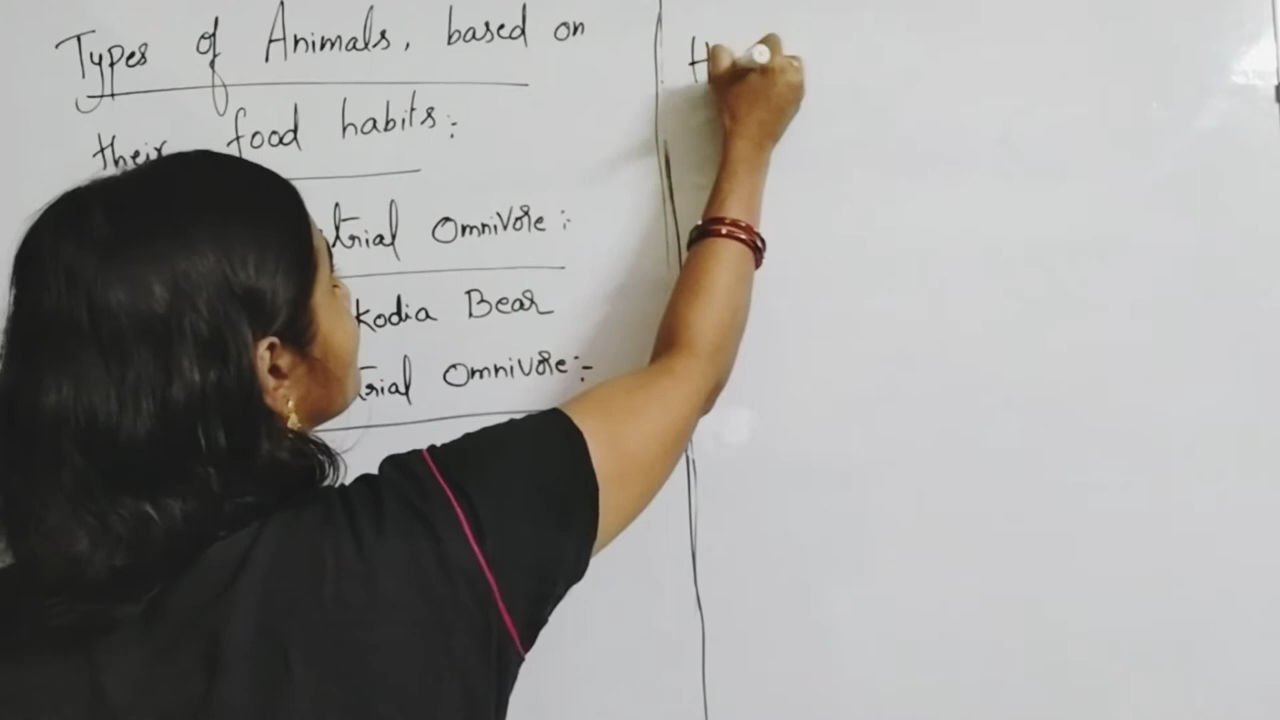 Types of Animals, based on
their food habits:
trial Omnivore:
kodia Bear
trial Omnivore:-
H